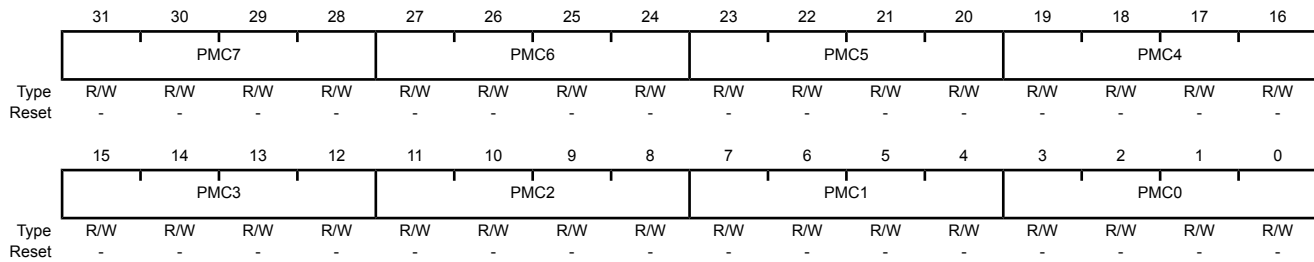 31 30 29 28 27 26 25 24 23 22 21 20 19 18 17 16
PMC7 PMC6 PMC5 PMC4
Type R/W R/W R/W R/W R/W R/W R/W R/W R/W R/W R/W R/W R/W R/W R/W R/W
Reset - - - - - - - - - - - - - - - -
15 14 13 12 11 10 9 8 7 6 5 4 3 2 1 0
PMC3 PMC2 PMC1 PMC0
Type R/W R/W R/W R/W R/W R/W R/W R/W R/W R/W R/W R/W R/W R/W R/W R/W
Reset - - - - - - - - - - - - - - - -